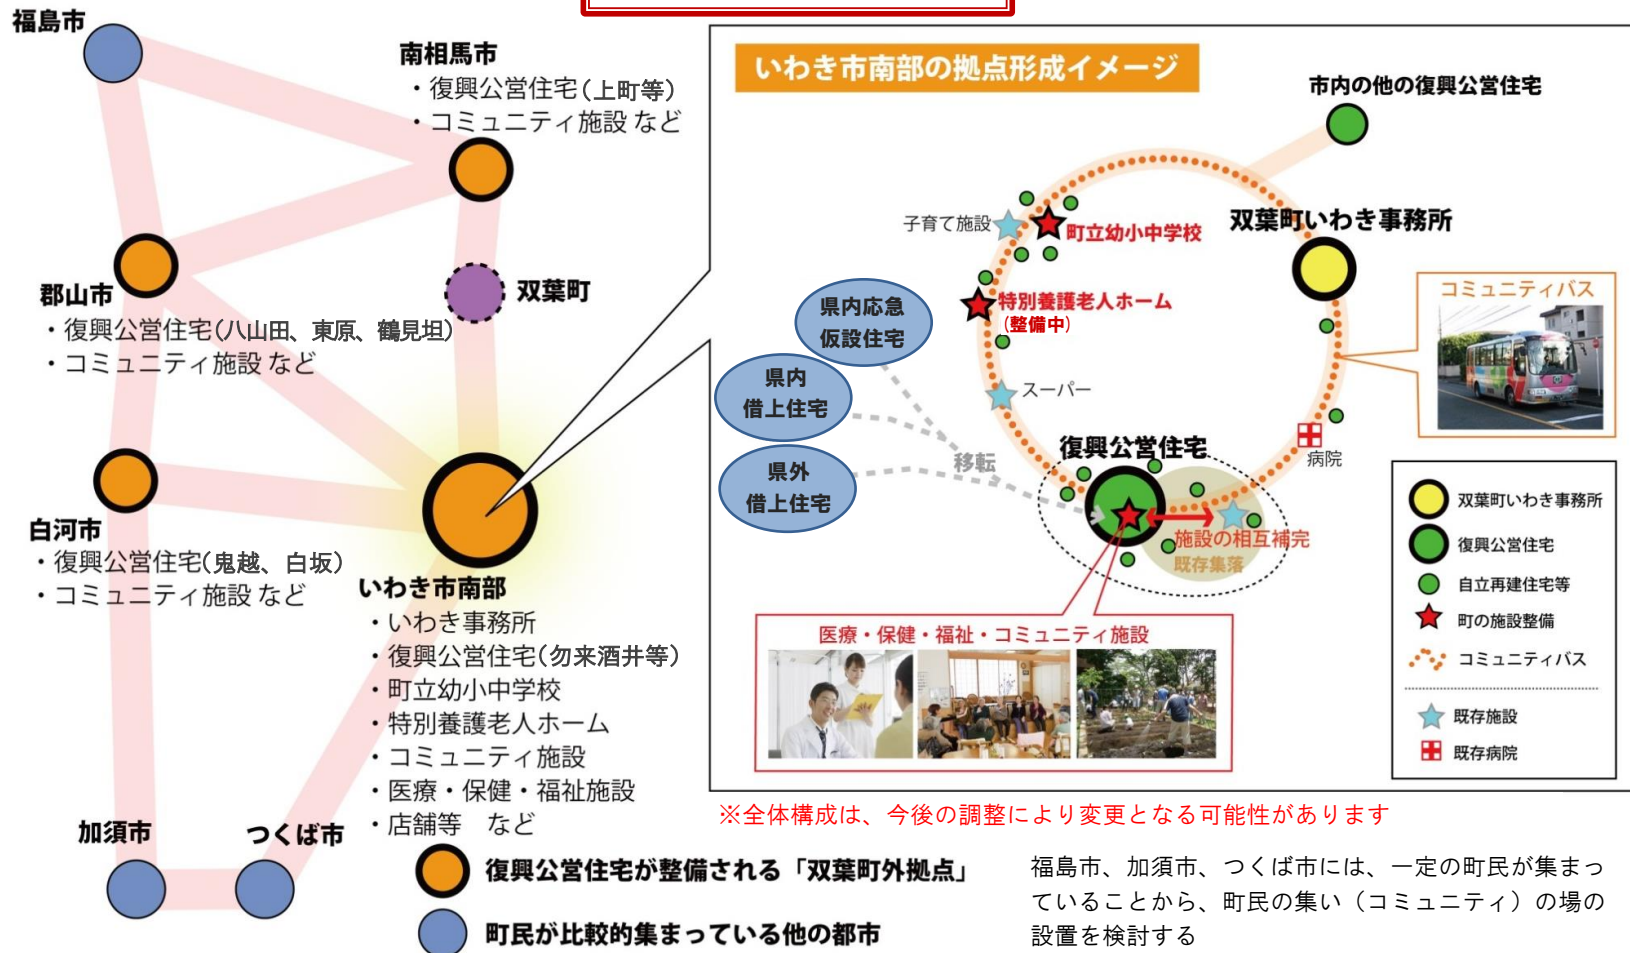 福島市
南相馬市
・復興公営住宅(上町等)
・コミュニティ施設 など
郡山市
・復興公営住宅(八山田、東原、鶴見坦)
・コミュニティ施設 など
双葉町
白河市
・復興公営住宅(鬼越、白坂)
・コミュニティ施設 など
いわき市南部
・いわき事務所
・復興公営住宅(勿来酒井等)
・町立幼小中学校
・特別養護老人ホーム
・コミュニティ施設
・医療・保健・福祉施設
・店舗等 など
加須市
つくば市
復興公営住宅が整備される「双葉町外拠点」
町民が比較的集まっている他の都市
いわき市南部の拠点形成イメージ
市内の他の復興公営住宅
子育て施設
町立幼小中学校
双葉町いわき事務所
特別養護老人ホーム
(整備中)
県内応急
仮設住宅
県内
借上住宅
県外
借上住宅
スーパー
移転
復興公営住宅
病院
施設の相互補完
既存集落
コミュニティバス
医療・保健・福祉・コミュニティ施設
双葉町いわき事務所
復興公営住宅
自立再建住宅等
町の施設整備
コミュニティバス
既存施設
既存病院
※全体構成は、今後の調整により変更となる可能性があります
福島市、加須市、つくば市には、一定の町民が集まっ
ていることから、町民の集い（コミュニティ）の場の
設置を検討する